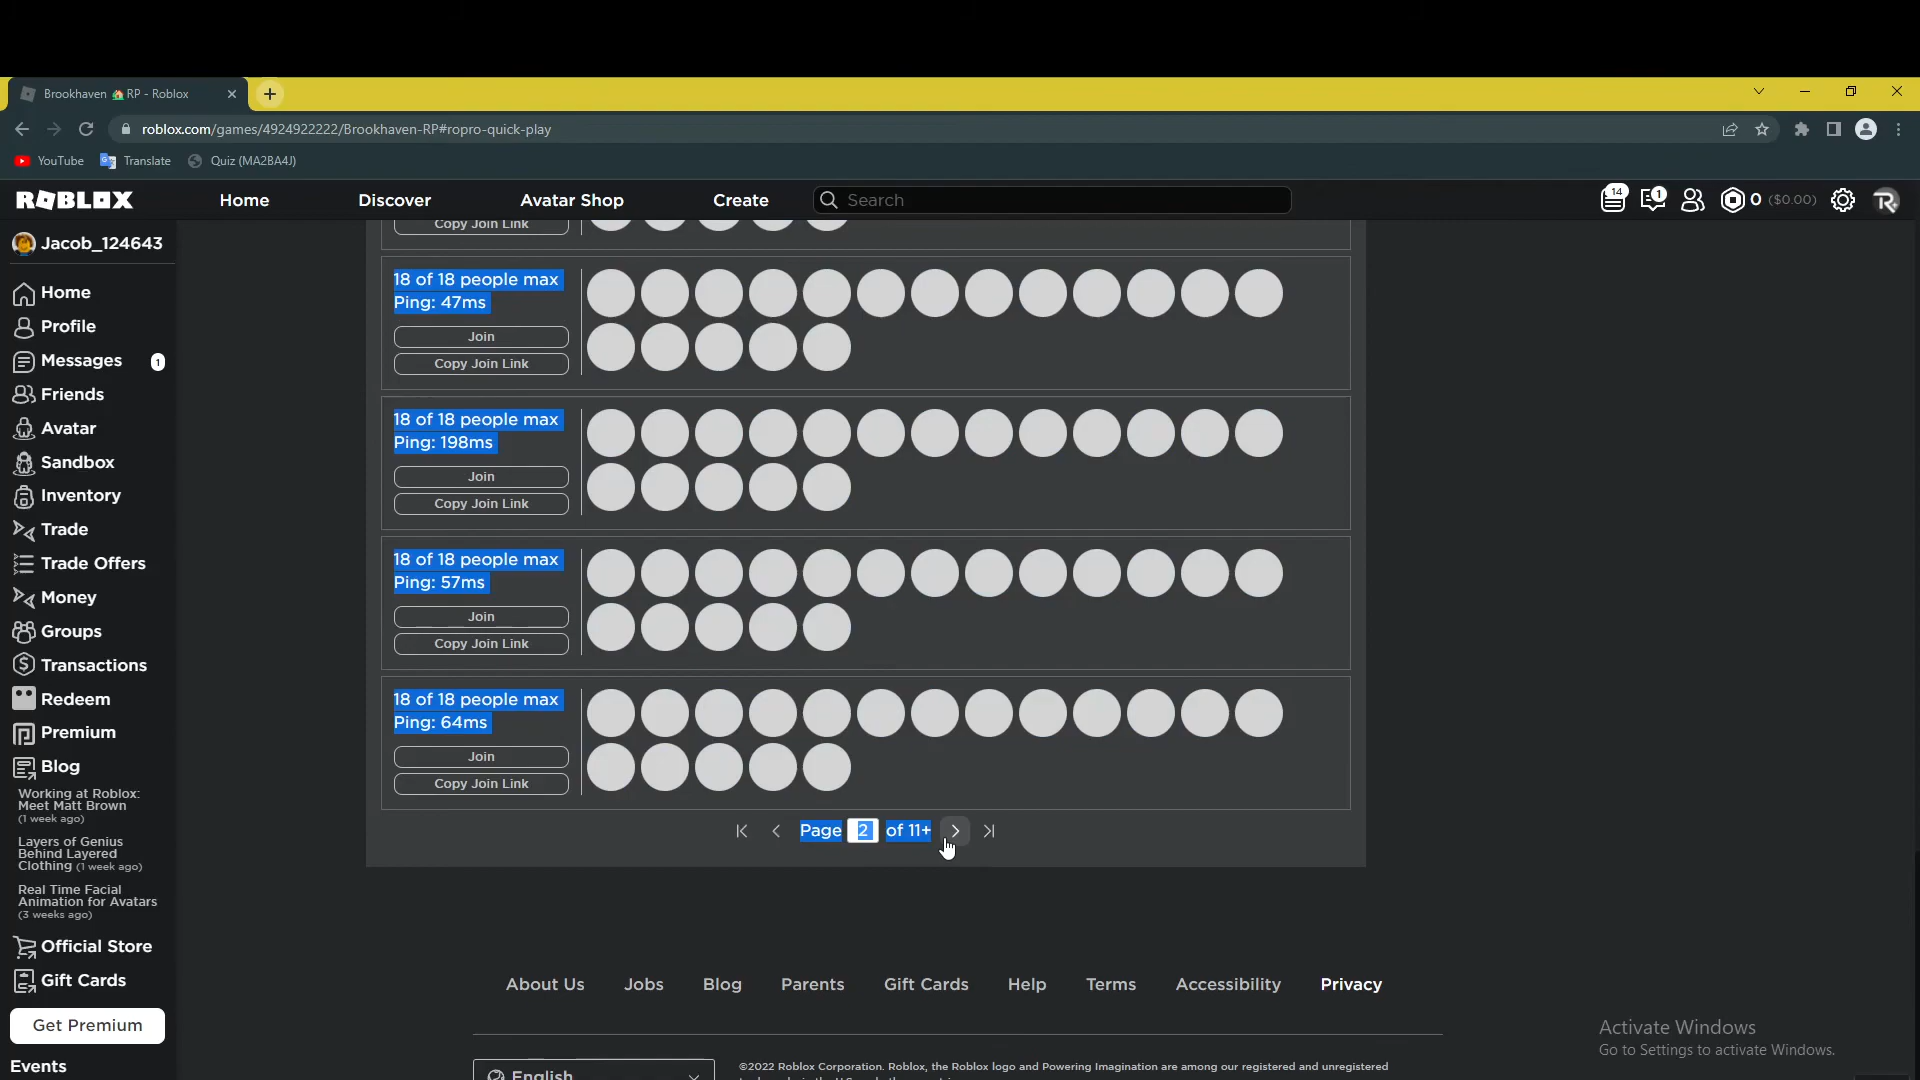 Brookhaven 🏠RP - Roblox
roblox.com/games/4924922222/Brookhaven-RP#ropro-quick-play
YouTube
Translate
Quiz (MA2BA4J)
ROBLOX
Home
Discover
Avatar Shop
Create
Search
14
1
0
($0.00)
Jacob_124643
Home
Profile
Messages
1
Friends
Avatar
Sandbox
Inventory
Trade
Trade Offers
Money
Groups
Transactions
Redeem
Premium
Blog
Working at Roblox:
Meet Matt Brown
(1 week ago)
Layers of Genius
Behind Layered
Clothing (1 week ago)
Real Time Facial
Animation for Avatars
(3 weeks ago)
Official Store
Gift Cards
Get Premium
Events
Copy Join Link
18 of 18 people max
Ping: 47ms
Join
Copy Join Link
18 of 18 people max
Ping: 198ms
Join
Copy Join Link
18 of 18 people max
Ping: 57ms
Join
Copy Join Link
18 of 18 people max
Ping: 64ms
Join
Copy Join Link
Page 2 of 11+
About Us
Jobs
Blog
Parents
Gift Cards
Help
Terms
Accessibility
Privacy
English
©2022 Roblox Corporation. Roblox, the Roblox logo and Powering Imagination are among our registered and unregistered
Activate Windows
Go to Settings to activate Windows.